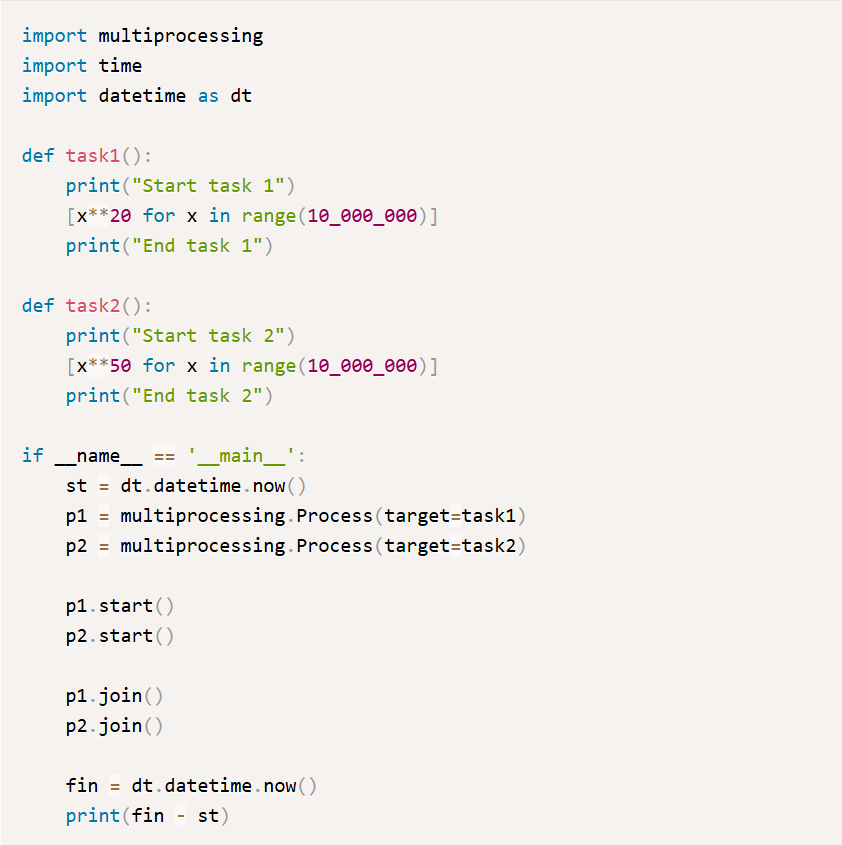 import multiprocessing
import time
import datetime as dt

def task1():
    print("Start task 1")
    [x**20 for x in range(10_000_000)]
    print("End task 1")

def task2():
    print("Start task 2")
    [x**50 for x in range(10_000_000)]
    print("End task 2")

if __name__ == '__main__':
    st = dt.datetime.now()
    p1 = multiprocessing.Process(target=task1)
    p2 = multiprocessing.Process(target=task2)

    p1.start()
    p2.start()

    p1.join()
    p2.join()

    fin = dt.datetime.now()
    print(fin - st)